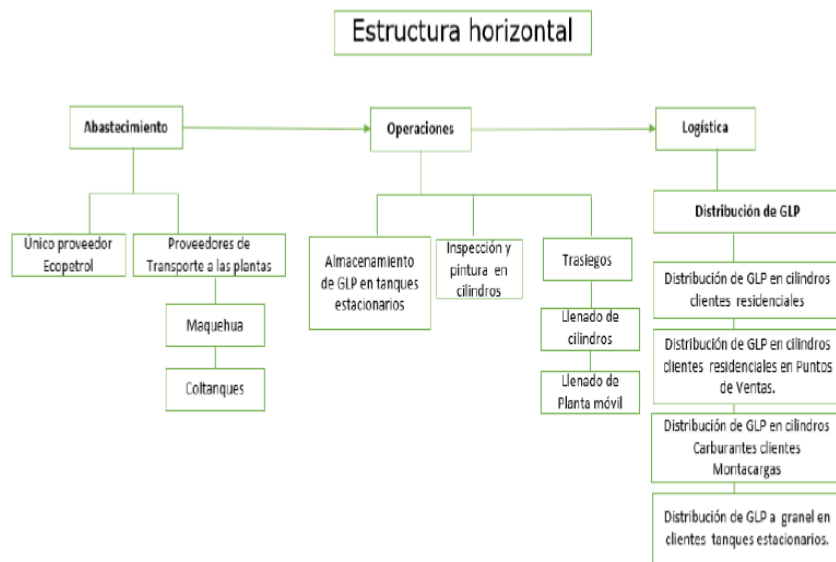 Estructura horizontal
Abastecimiento
Operaciones
Logística
Único proveedor
Ecopetrol
Proveedores de
Transporte a las plantas
Maquehua
Coltanques
Almacenamiento
de GLP en tanques
estacionarios
Inspección y
pintura en
cilindros
Trasiegos
Llenado de
cilindros
Llenado de
Planta móvil
Distribución de GLP
Distribución de GLP en cilindros
clientes residenciales
Distribución de GLP en cilindros
clientes residenciales en Puntos
de Ventas.
Distribución de GLP en cilindros
Carburantes clientes
Montacargas
Distribución de GLP a granel en
clientes tanques estacionarios.